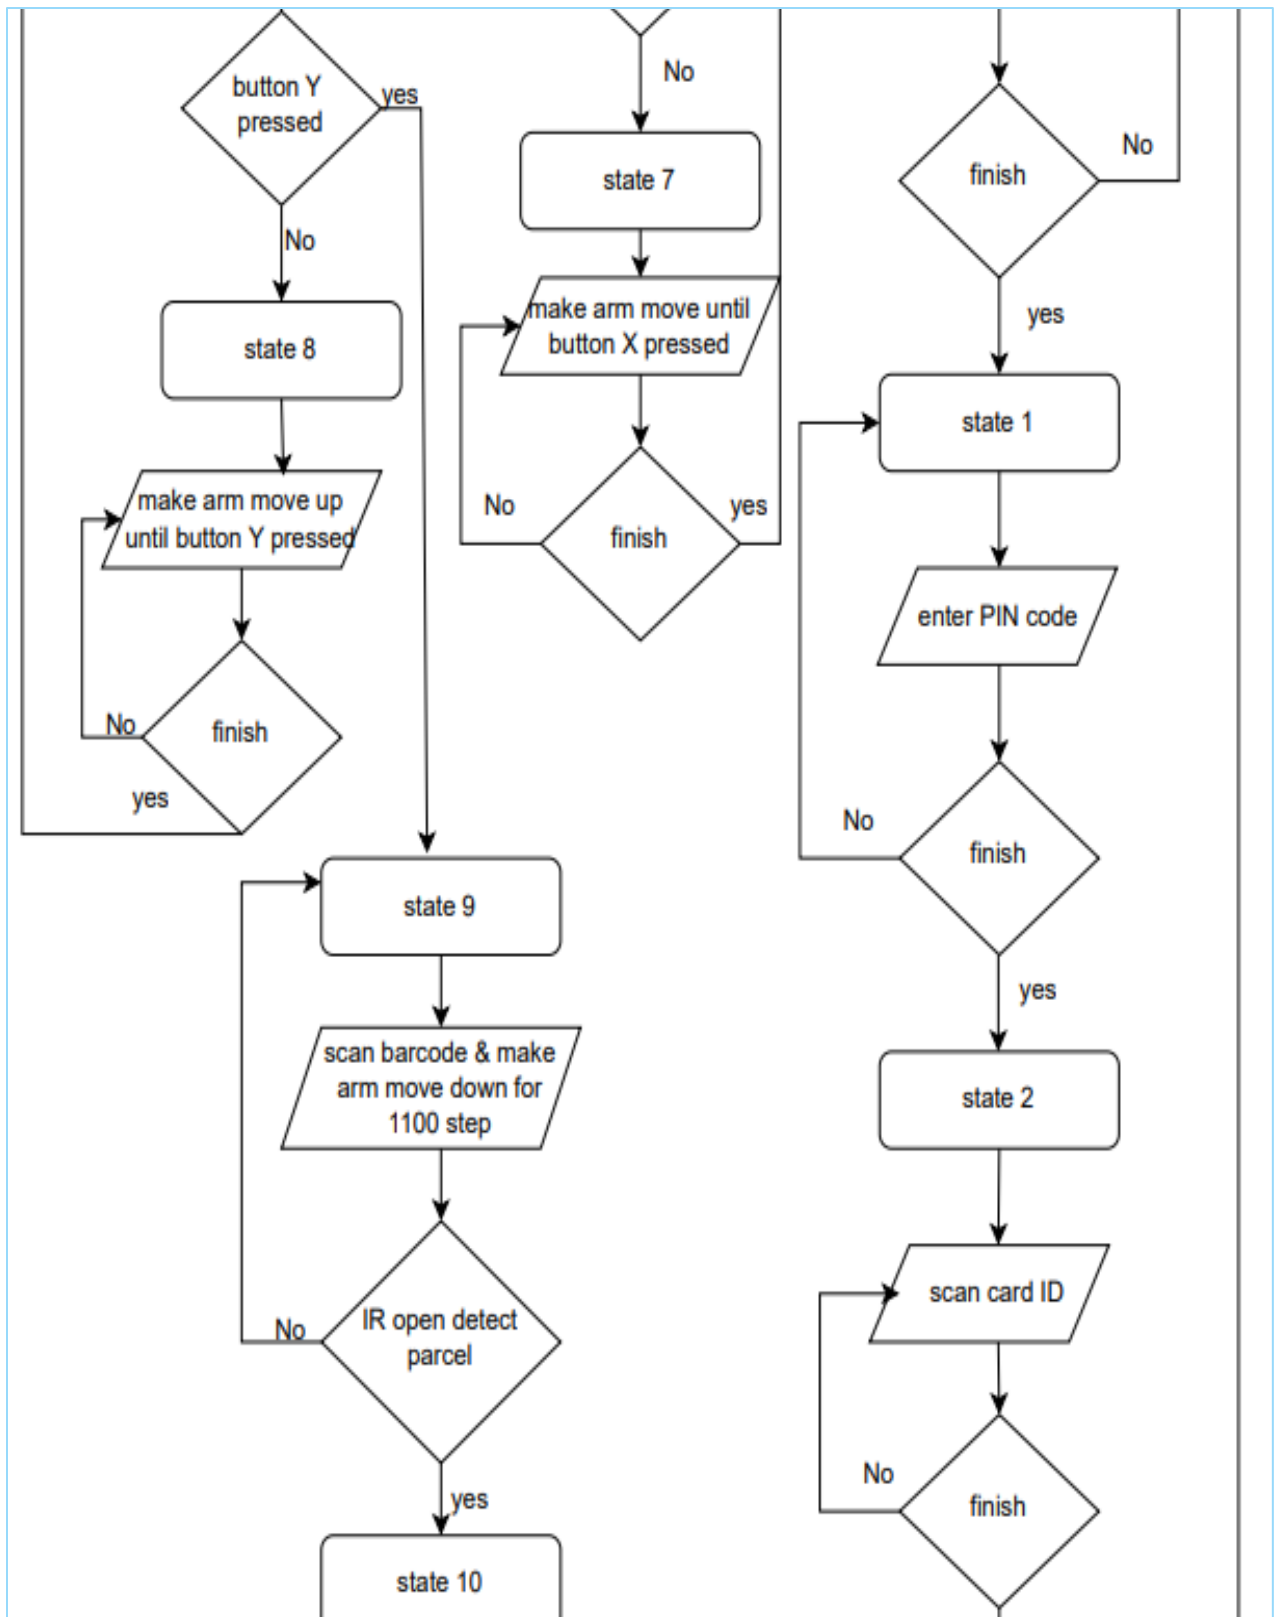 button Y
pressed
yes
No
state 8
make arm move up
until button Y pressed
No
finish
yes
state 9
scan barcode & make
arm move down for
1100 step
IR open detect
parcel
No
yes
state 10
No
state 7
make arm move until
button X pressed
No
finish
yes
finish
No
yes
state 1
enter PIN code
No
finish
yes
state 2
scan card ID
No
finish